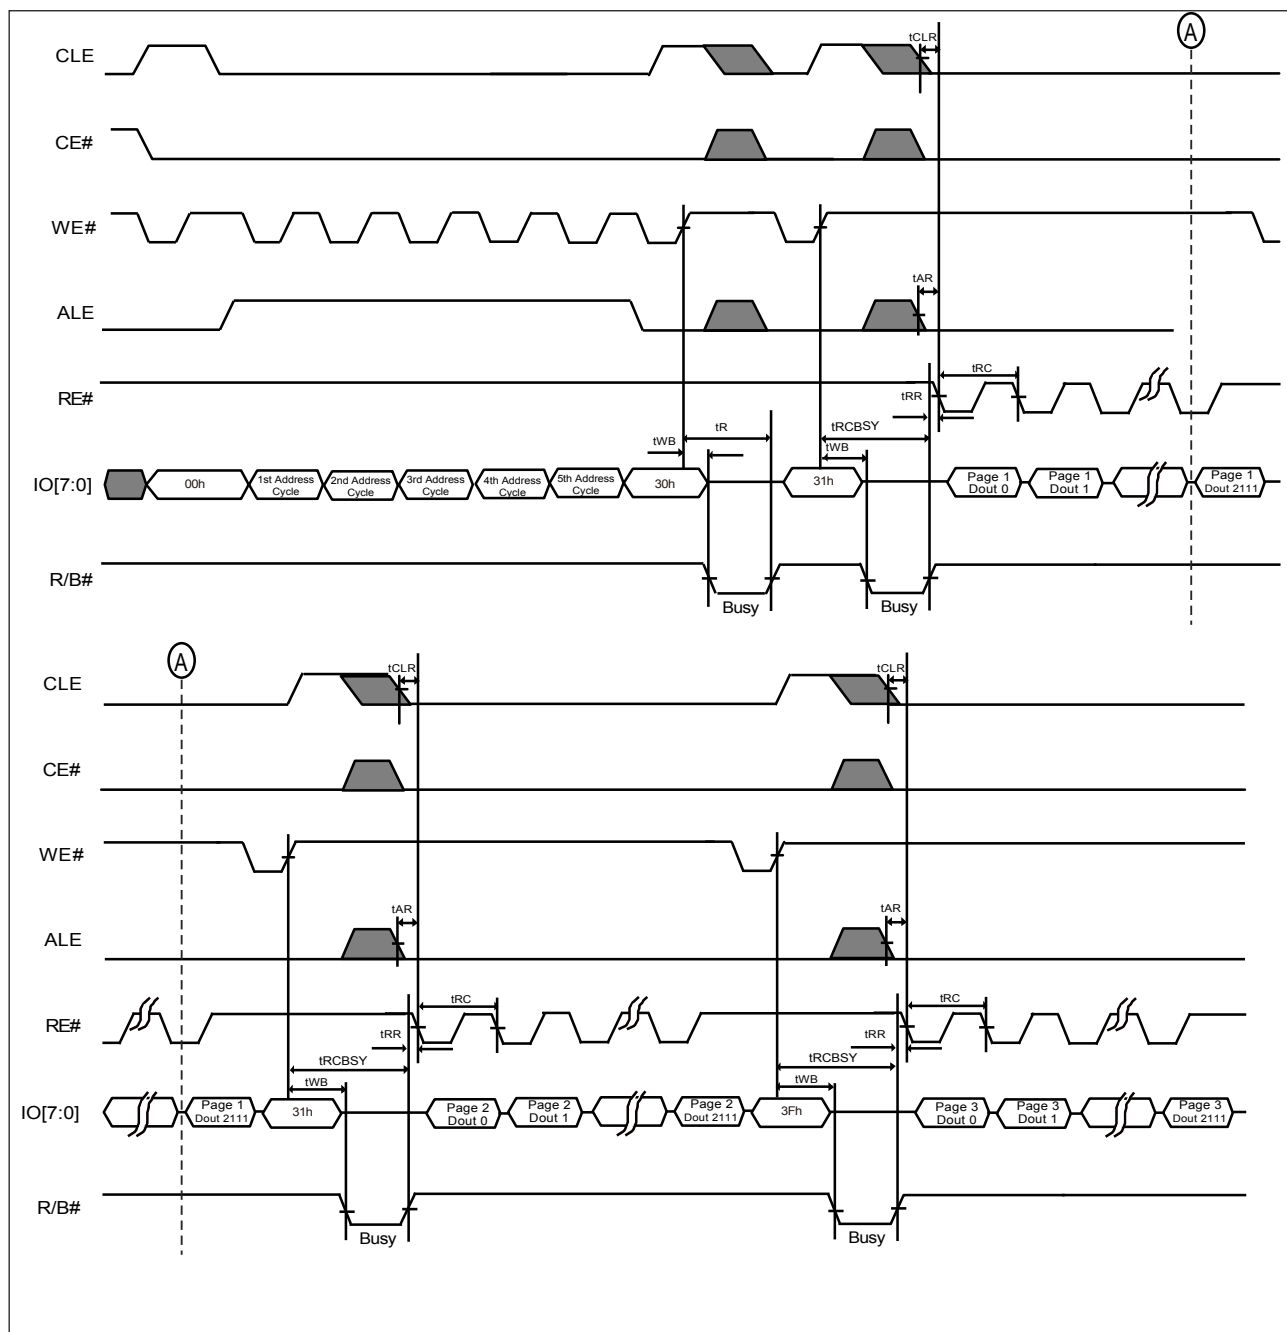 CLE
tCLR
A
CE#
WE#
ALE
tAR
RE#
tRC
tRR
tWB
tR
tRCBSY
tWB
IO[7:0]
00h
1st Address
Cycle
2nd Address
Cycle
3rd Address
Cycle
4th Address
Cycle
5th Address
Cycle
30h
31h
Page 1
Dout 0
Page 1
Dout 1
Page 1
Dout 2111
R/B#
Busy
Busy
A
CLE
tCLR
tCLR
CE#
WE#
ALE
tAR
tAR
RE#
tRC
tRC
tRR
tRR
tRCBSY
tRCBSY
tWB
tWB
IO[7:0]
Page 1
Dout 2111
31h
Page 2
Dout 0
Page 2
Dout 1
Page 2
Dout 2111
3Fh
Page 3
Dout 0
Page 3
Dout 1
Page 3
Dout 2111
R/B#
Busy
Busy